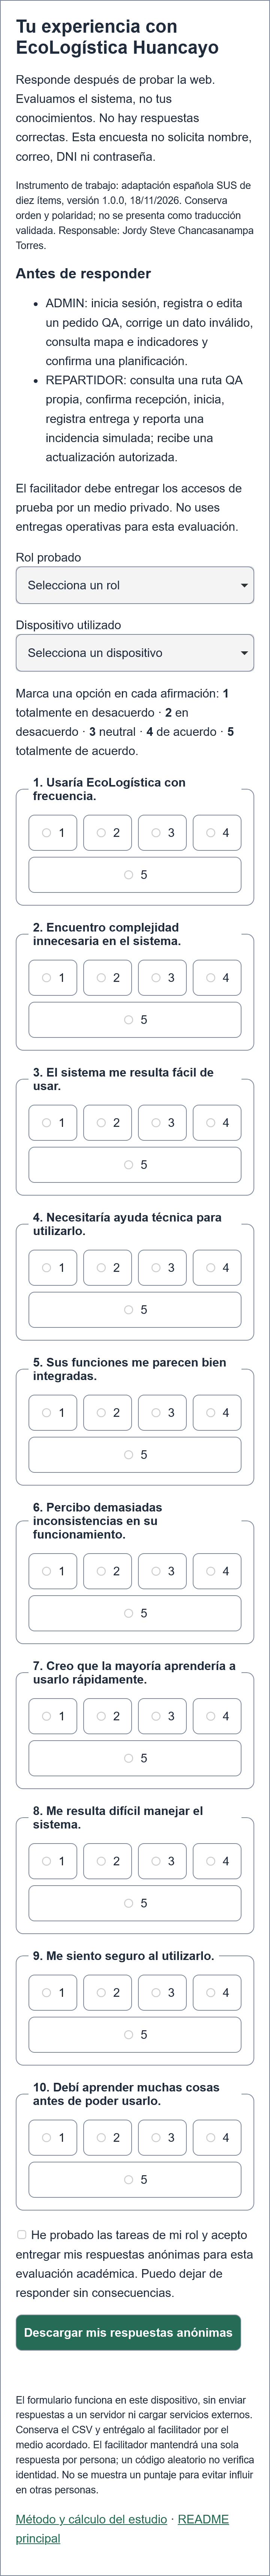 Tu experiencia con
EcoLogística Huancayo
Responde después de probar la web.
Evaluamos el sistema, no tus
conocimientos. No hay respuestas
correctas. Esta encuesta no solicita nombre,
correo, DNI ni contraseña.
Instrumento de trabajo: adaptación española SUS de
diez ítems, versión 1.0.0, 18/11/2026. Conserva
orden y polaridad; no se presenta como traducción
validada. Responsable: Jordy Steve Chancasanampa
Torres.
Antes de responder
• ADMIN: inicia sesión, registra o edita
un pedido QA, corrige un dato inválido,
consulta mapa e indicadores y
confirma una planificación.
• REPARTIDOR: consulta una ruta QA
propia, confirma recepción, inicia,
registra entrega y reporta una
incidencia simulada; recibe una
actualización autorizada.
El facilitador debe entregar los accesos de
prueba por un medio privado. No uses
entregas operativas para esta evaluación.
Rol probado
Selecciona un rol
Dispositivo utilizado
Selecciona un dispositivo
Marca una opción en cada afirmación: 1
totalmente en desacuerdo · 2 en
desacuerdo · 3 neutral · 4 de acuerdo · 5
totalmente de acuerdo.
1. Usaría EcoLogística con
frecuencia.
1 2 3 4
5
2. Encuentro complejidad
innecesaria en el sistema.
1 2 3 4
5
3. El sistema me resulta fácil de
usar.
1 2 3 4
5
4. Necesitaría ayuda técnica para
utilizarlo.
1 2 3 4
5
5. Sus funciones me parecen bien
integradas.
1 2 3 4
5
6. Percibo demasiadas
inconsistencias en su
funcionamiento.
1 2 3 4
5
7. Creo que la mayoría aprendería a
usarlo rápidamente.
1 2 3 4
5
8. Me resulta difícil manejar el
sistema.
1 2 3 4
5
9. Me siento seguro al utilizarlo.
1 2 3 4
5
10. Debí aprender muchas cosas
antes de poder usarlo.
1 2 3 4
5
He probado las tareas de mi rol y acepto
entregar mis respuestas anónimas para esta
evaluación académica. Puedo dejar de
responder sin consecuencias.
Descargar mis respuestas anónimas
El formulario funciona en este dispositivo, sin enviar
respuestas a un servidor ni cargar servicios externos.
Conserva el CSV y entrégalo al facilitador por el
medio acordado. El facilitador mantendrá una sola
respuesta por persona; un código aleatorio no verifica
identidad. No se muestra un puntaje para evitar influir
en otras personas.
Método y cálculo del estudio · README
principal